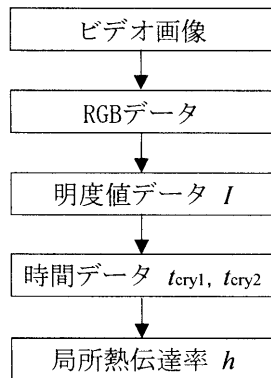 ビデオ画像
RGBデータ
明度値データ I
時間データ tcry1, tcry2
局所熱伝達率 h